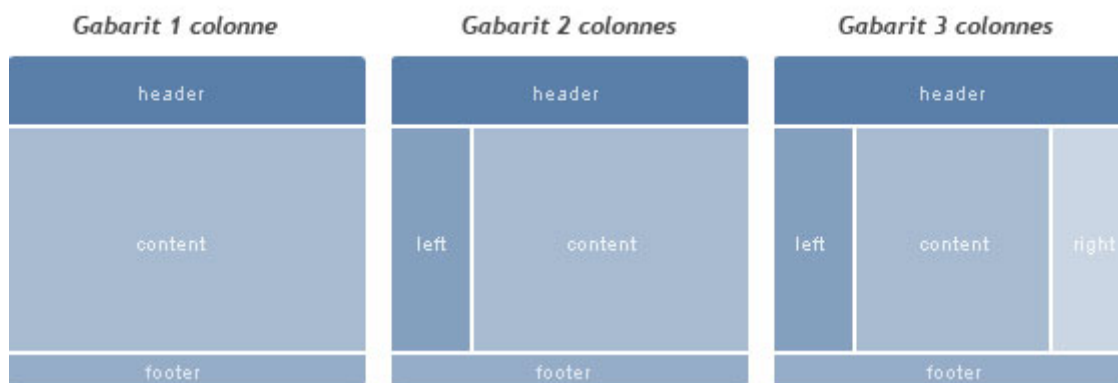 Gabarit 1 colonne
header
content
footer
Gabarit 2 colonnes
header
left
content
footer
Gabarit 3 colonnes
header
left
content
right
footer